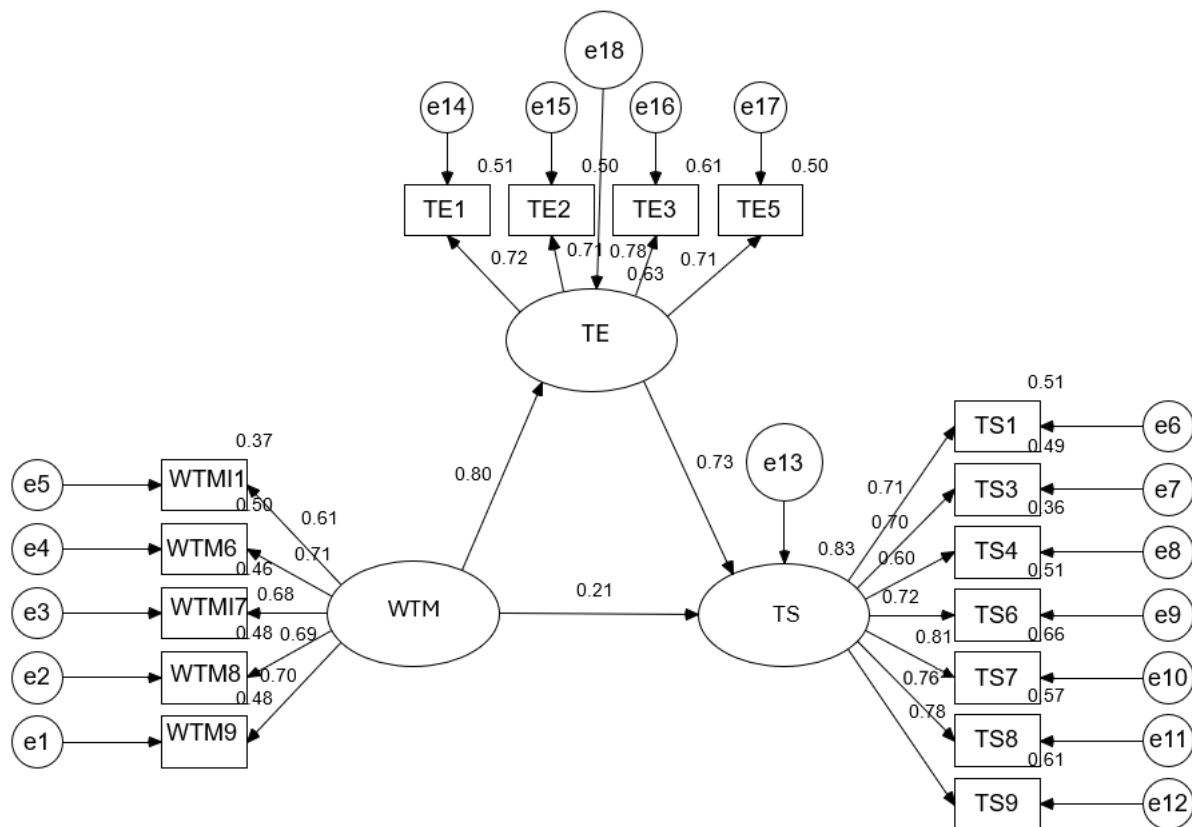 e18
e14 e15 e16 e17
0.51 0.50 0.61 0.50
TE1 TE2 TE3 TE5
0.72 0.71 0.78 0.71
0.63
TE
0.51
TS1 e6
0.37
0.49
e5 WTMI1
0.80
0.73
e13
TS3 e7
0.50
0.61
0.71
0.70
0.36
e4 WTM6
0.71
0.83
0.60
TS4 e8
0.46
0.51
e3 WTMI7
0.68
WTM
0.21
TS
0.72
TS6 e9
0.48
0.69
0.81
0.66
e2 WTM8
0.70
0.76
TS7 e10
0.48
0.57
e1 WTM9
0.78
TS8 e11
0.61
TS9 e12